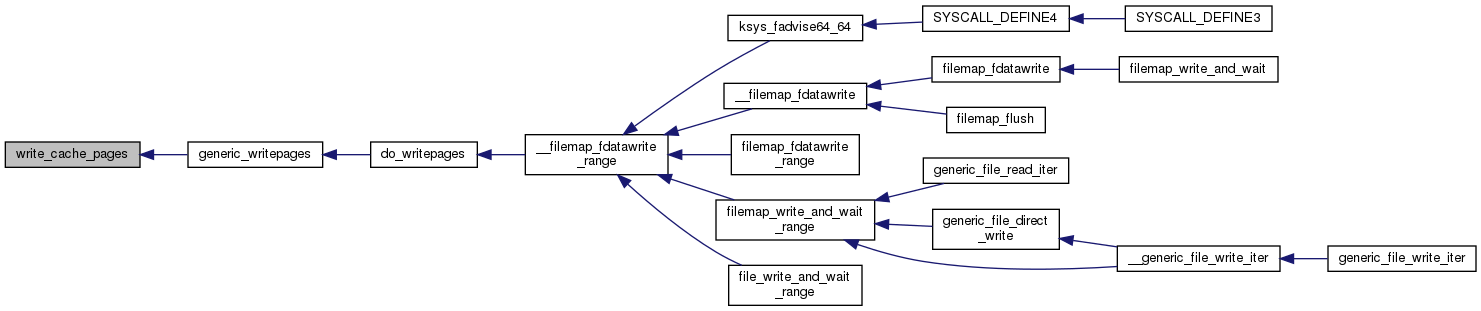 write_cache_pages
generic_writepages
do_writepages
__filemap_fdatawrite
_range
ksys_fadvise64_64
SYSCALL_DEFINE4
SYSCALL_DEFINE3
__filemap_fdatawrite
filemap_fdatawrite
filemap_write_and_wait
filemap_flush
filemap_fdatawrite
_range
filemap_write_and_wait
_range
generic_file_read_iter
generic_file_direct
_write
__generic_file_write_iter
generic_file_write_iter
file_write_and_wait
_range